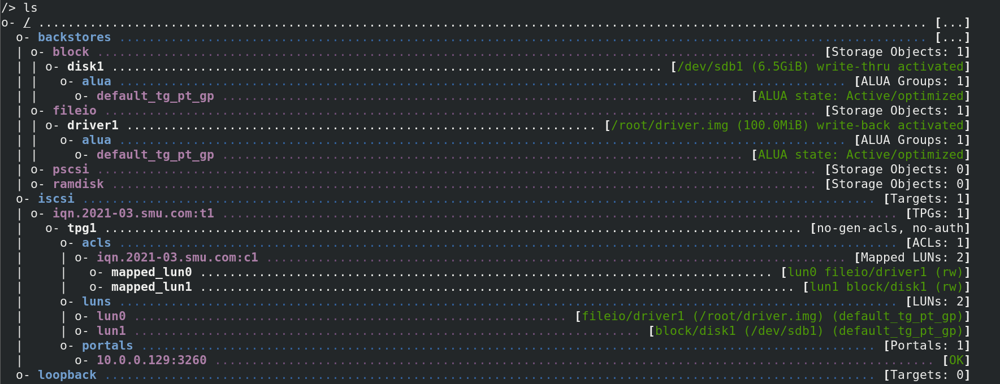 /> ls
o- / ......................................................................................................................... [...]
  o- backstores .............................................................................................................. [...]
  | o- block .................................................................................................. [Storage Objects: 1]
  | | o- disk1 ........................................................................... [/dev/sdb1 (6.5GiB) write-thru activated]
  | |   o- alua ................................................................................................... [ALUA Groups: 1]
  | |     o- default_tg_pt_gp ....................................................................... [ALUA state: Active/optimized]
  | o- fileio ................................................................................................. [Storage Objects: 1]
  | | o- driver1 ................................................................ [/root/driver.img (100.0MiB) write-back activated]
  | |   o- alua ................................................................................................... [ALUA Groups: 1]
  | |     o- default_tg_pt_gp ....................................................................... [ALUA state: Active/optimized]
  | o- pscsi .................................................................................................. [Storage Objects: 0]
  | o- ramdisk ................................................................................................ [Storage Objects: 0]
  o- iscsi ............................................................................................................ [Targets: 1]
  | o- iqn.2021-03.smu.com:t1 ............................................................................................ [TPGs: 1]
  |   o- tpg1 ............................................................................................... [no-gen-acls, no-auth]
  |     o- acls .......................................................................................................... [ACLs: 1]
  |     | o- iqn.2021-03.smu.com:c1 ............................................................................... [Mapped LUNs: 2]
  |     |   o- mapped_lun0 .............................................................................. [lun0 fileio/driver1 (rw)]
  |     |   o- mapped_lun1 ................................................................................. [lun1 block/disk1 (rw)]
  |     o- luns .......................................................................................................... [LUNs: 2]
  |     | o- lun0 ........................................................... [fileio/driver1 (/root/driver.img) (default_tg_pt_gp)]
  |     | o- lun1 ..................................................................... [block/disk1 (/dev/sdb1) (default_tg_pt_gp)]
  |     o- portals .................................................................................................... [Portals: 1]
  |       o- 10.0.0.129:3260 .................................................................................................. [OK]
  o- loopback ......................................................................................................... [Targets: 0]